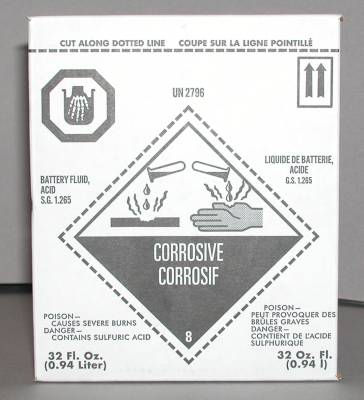 CUT ALONG DOTTED LINE COUPE SUR LA LIGNE POINTILLÉ
UN 2796
BATTERY FLUID,
ACID
S.G. 1.265
LIQUIDE DE BATTERIE,
ACIDE
G.S. 1.265
CORROSIVE
CORROSIF
8
POISON–
CAUSES SEVERE BURNS
DANGER–
CONTAINS SULFURIC ACID
32 Fl. Oz.
(0.94 Liter)
POISON–
PEUT PROVOQUER DES
BRÛLES GRAVES
DANGER–
CONTIENT DE L'ACIDE
SULPHURIQUE
32 Oz. Fl.
(0.94 l)